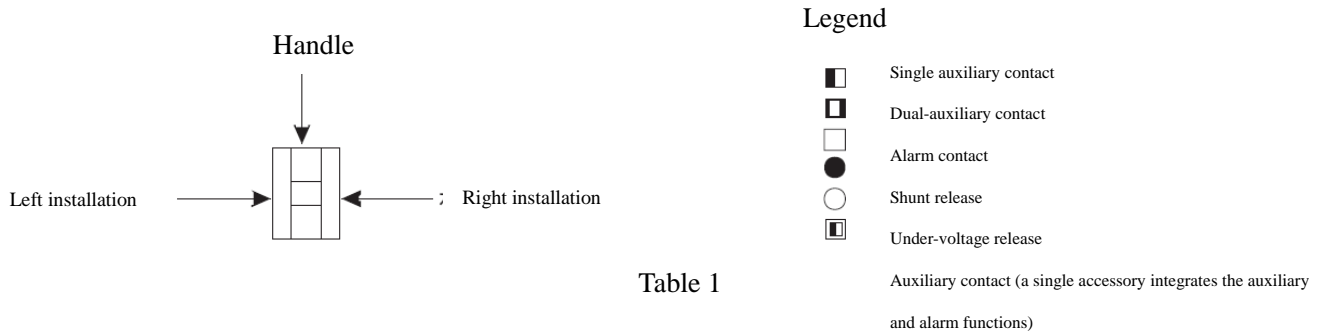 Legend
Handle
Single auxiliary contact
Dual-auxiliary contact
Alarm contact
Shunt release
Left installation
Right installation
Under-voltage release
Table 1
Auxiliary contact (a single accessory integrates the auxiliary
and alarm functions)